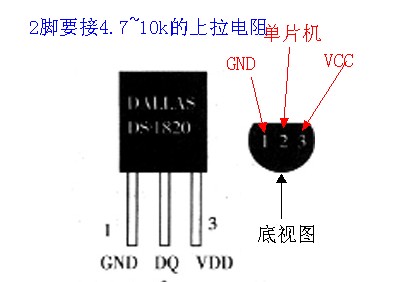 2脚要接4.7~10k的上拉电阻
单片机
GND
VCC
DALLAS
DS1820
1 2 3
1
3
底视图
GND DQ VDD